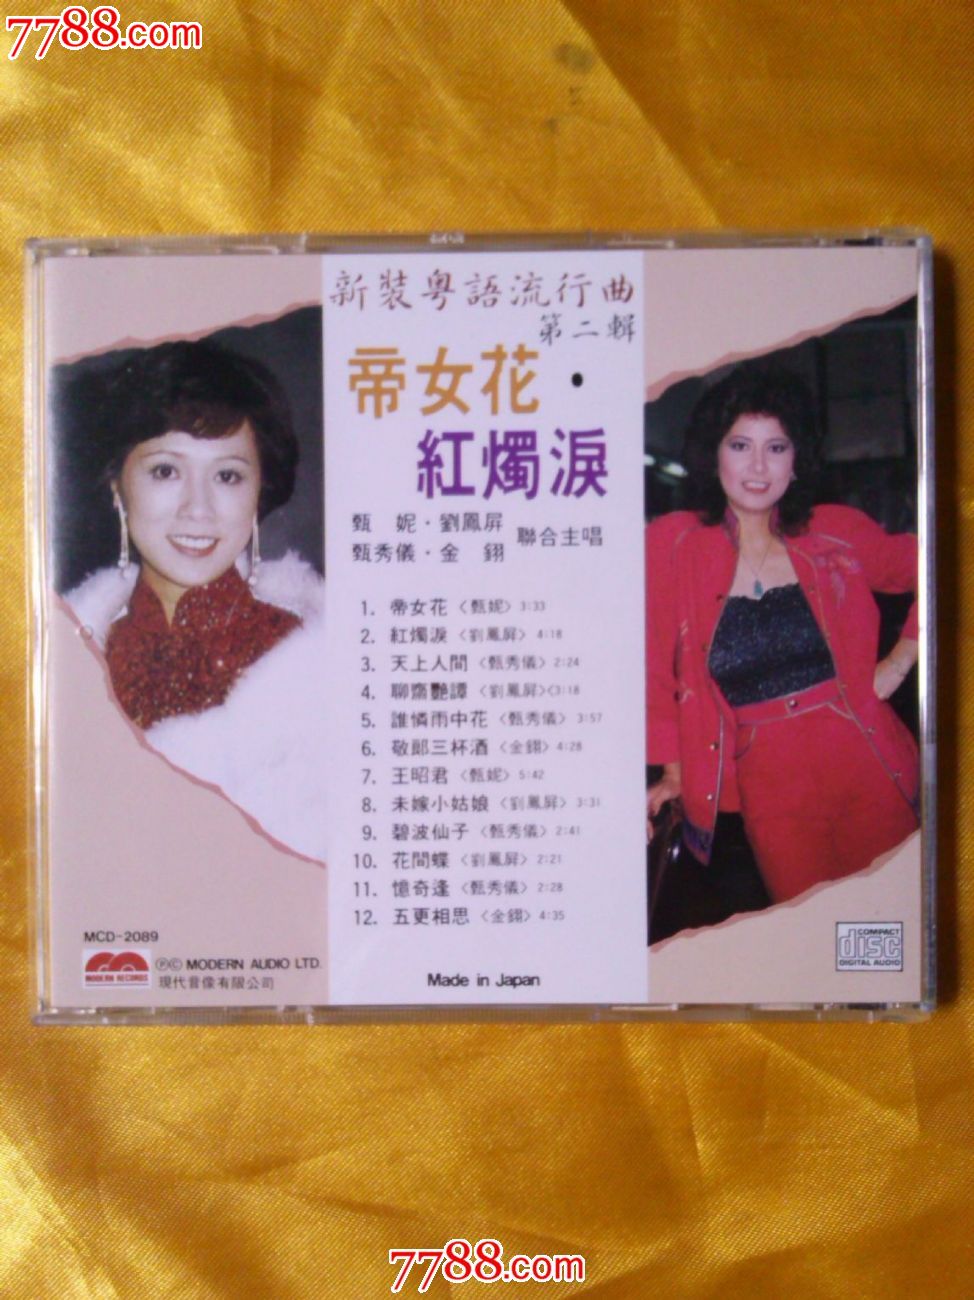 7788.com
新裝粵語流行曲
第二輯
帝女花·
紅燭淚
甄妮·劉鳳屏
甄秀儀·金鈅 聯合主唱
1. 帝女花〈甄妮〉3:33
2. 紅燭淚〈劉鳳屏〉4:18
3. 天上人間〈甄秀儀〉2:24
4. 聊齋艷譚〈劉鳳屏〉〈3:18
5. 誰憐雨中花〈甄秀儀〉3:57
6. 敬郎三杯酒〈金鈅〉4:28
7. 王昭君〈甄妮〉5:42
8. 未嫁小姑娘〈劉鳳屏〉3:31
9. 碧波仙子〈甄秀儀〉2:41
10. 花間蝶〈劉鳳屏〉2:21
11. 憶奇逢〈甄秀儀〉2:28
12. 五更相思〈金鈅〉4:35
MCD-2089
MODERN RECORDS
ⓅⒸ MODERN AUDIO LTD.
現代音像有限公司
Made in Japan
COMPACT
disc
DIGITAL AUDIO
7788.com